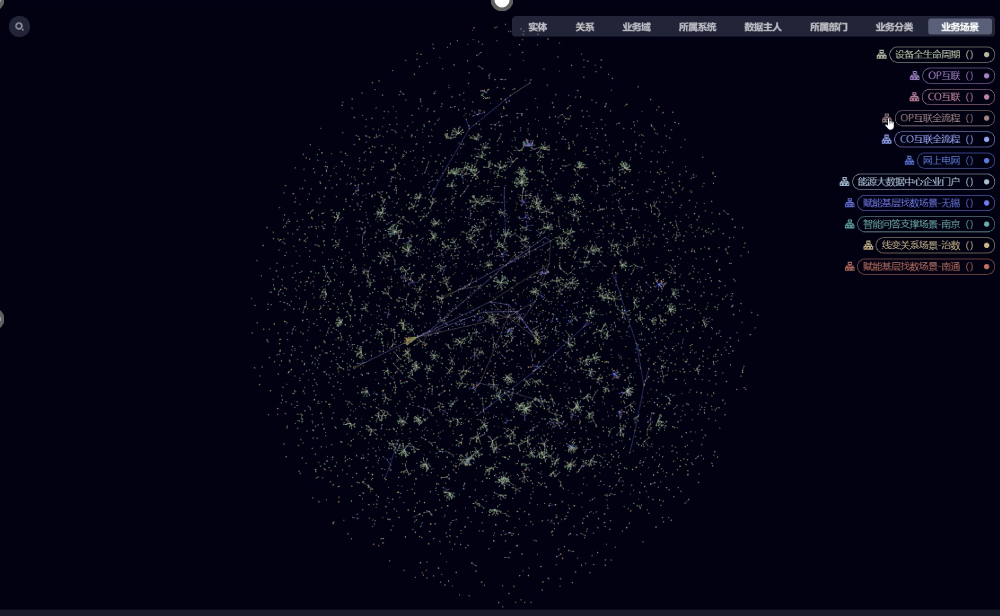 实体 关系 业务域 所属系统 数据主人 所属部门 业务分类 业务场景
设备全生命周期 ()
OP互联 ()
CO互联 ()
OP互联全流程 ()
CO互联全流程 ()
网上电网 ()
能源大数据中心企业门户 ()
赋能基层找数场景-无锡 ()
智能问答支撑场景-南京 ()
线变关系场景-治数 ()
赋能基层找数场景-南通 ()